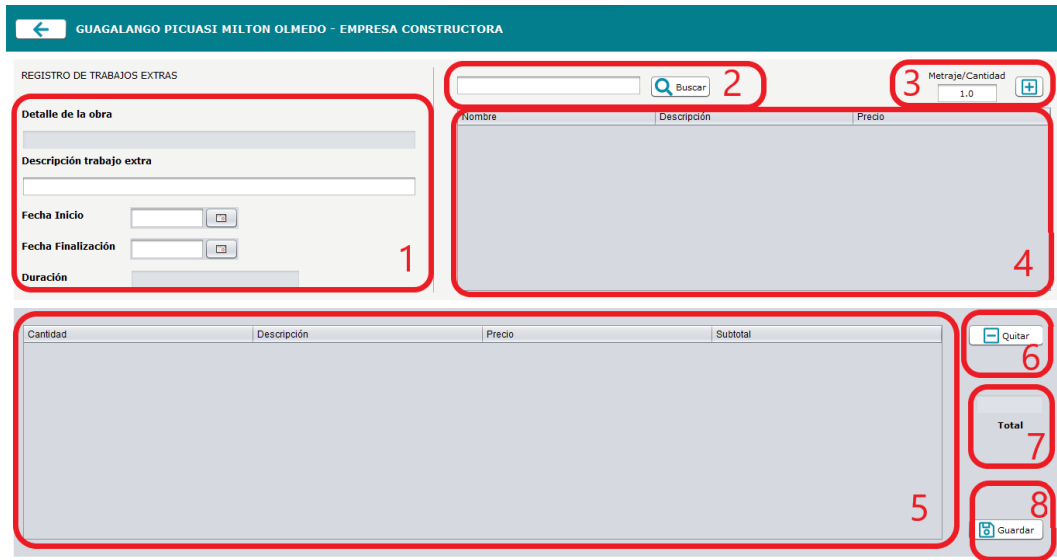 GUAGALANGO PICUASI MILTON OLMEDO - EMPRESA CONSTRUCTORA
REGISTRO DE TRABAJOS EXTRAS
Detalle de la obra
Descripción trabajo extra
Fecha Inicio
Fecha Finalización
Duración
1
Buscar
2
3
Metraje/Cantidad
1.0
Nombre Descripción Precio
4
Cantidad Descripción Precio Subtotal
5
Quitar
6
Total
7
8
Guardar